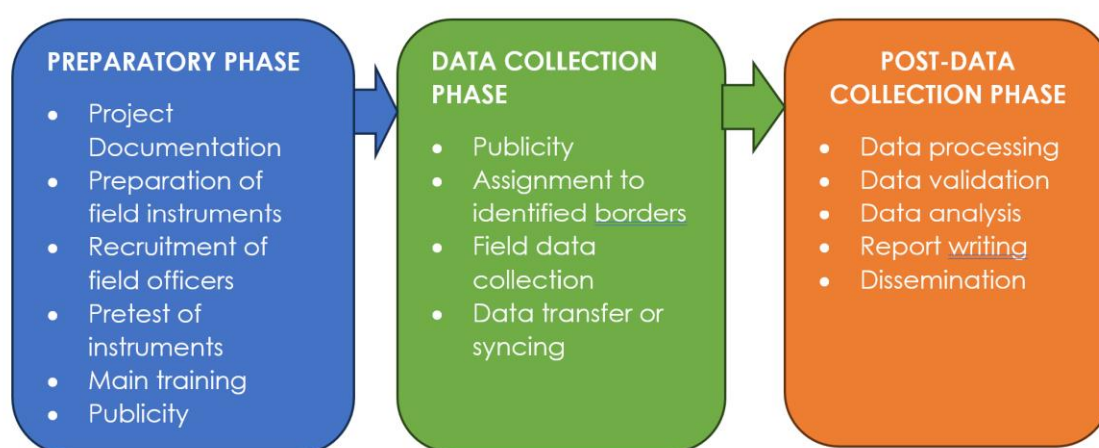 PREPARATORY PHASE
• Project
Documentation
• Preparation of
field instruments
• Recruitment of
field officers
• Pretest of
instruments
• Main training
• Publicity
DATA COLLECTION
PHASE
• Publicity
• Assignment to
identified borders
• Field data
collection
• Data transfer or
syncing
POST-DATA
COLLECTION PHASE
• Data processing
• Data validation
• Data analysis
• Report writing
• Dissemination